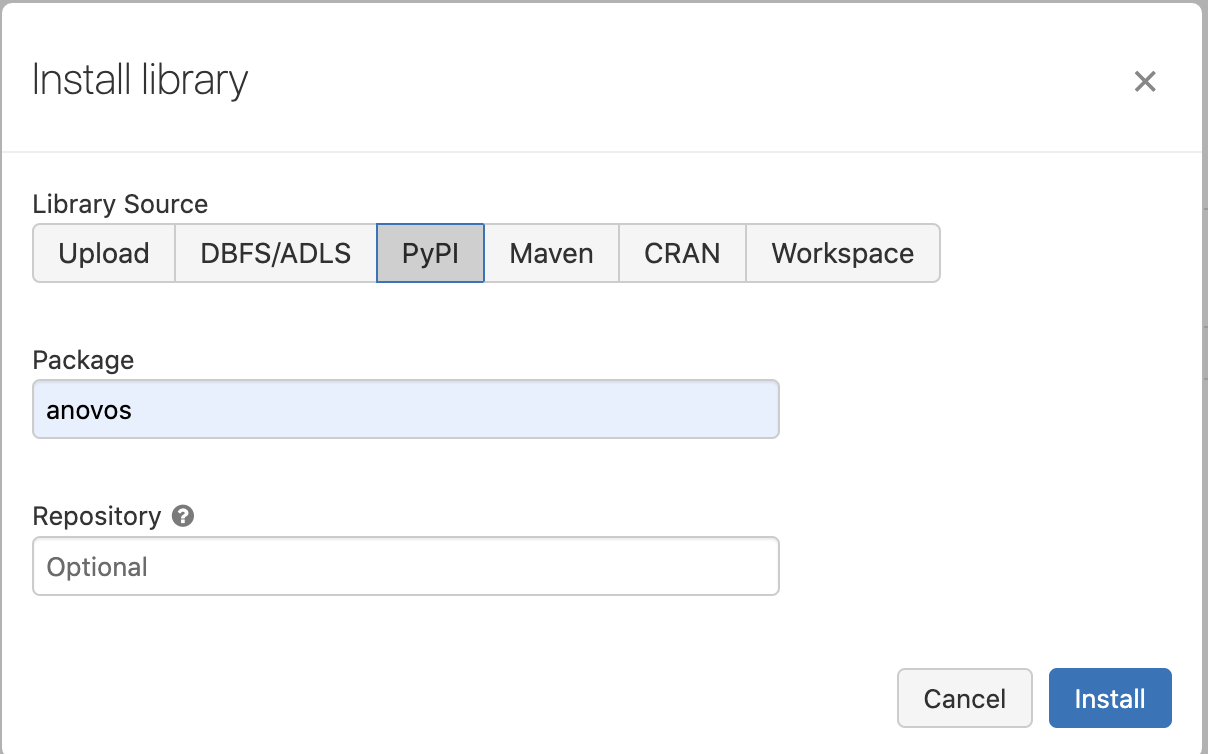 Install library
Library Source
Upload DBFS/ADLS PyPI Maven CRAN Workspace
Package
anovos
Repository ?
Optional
Cancel Install